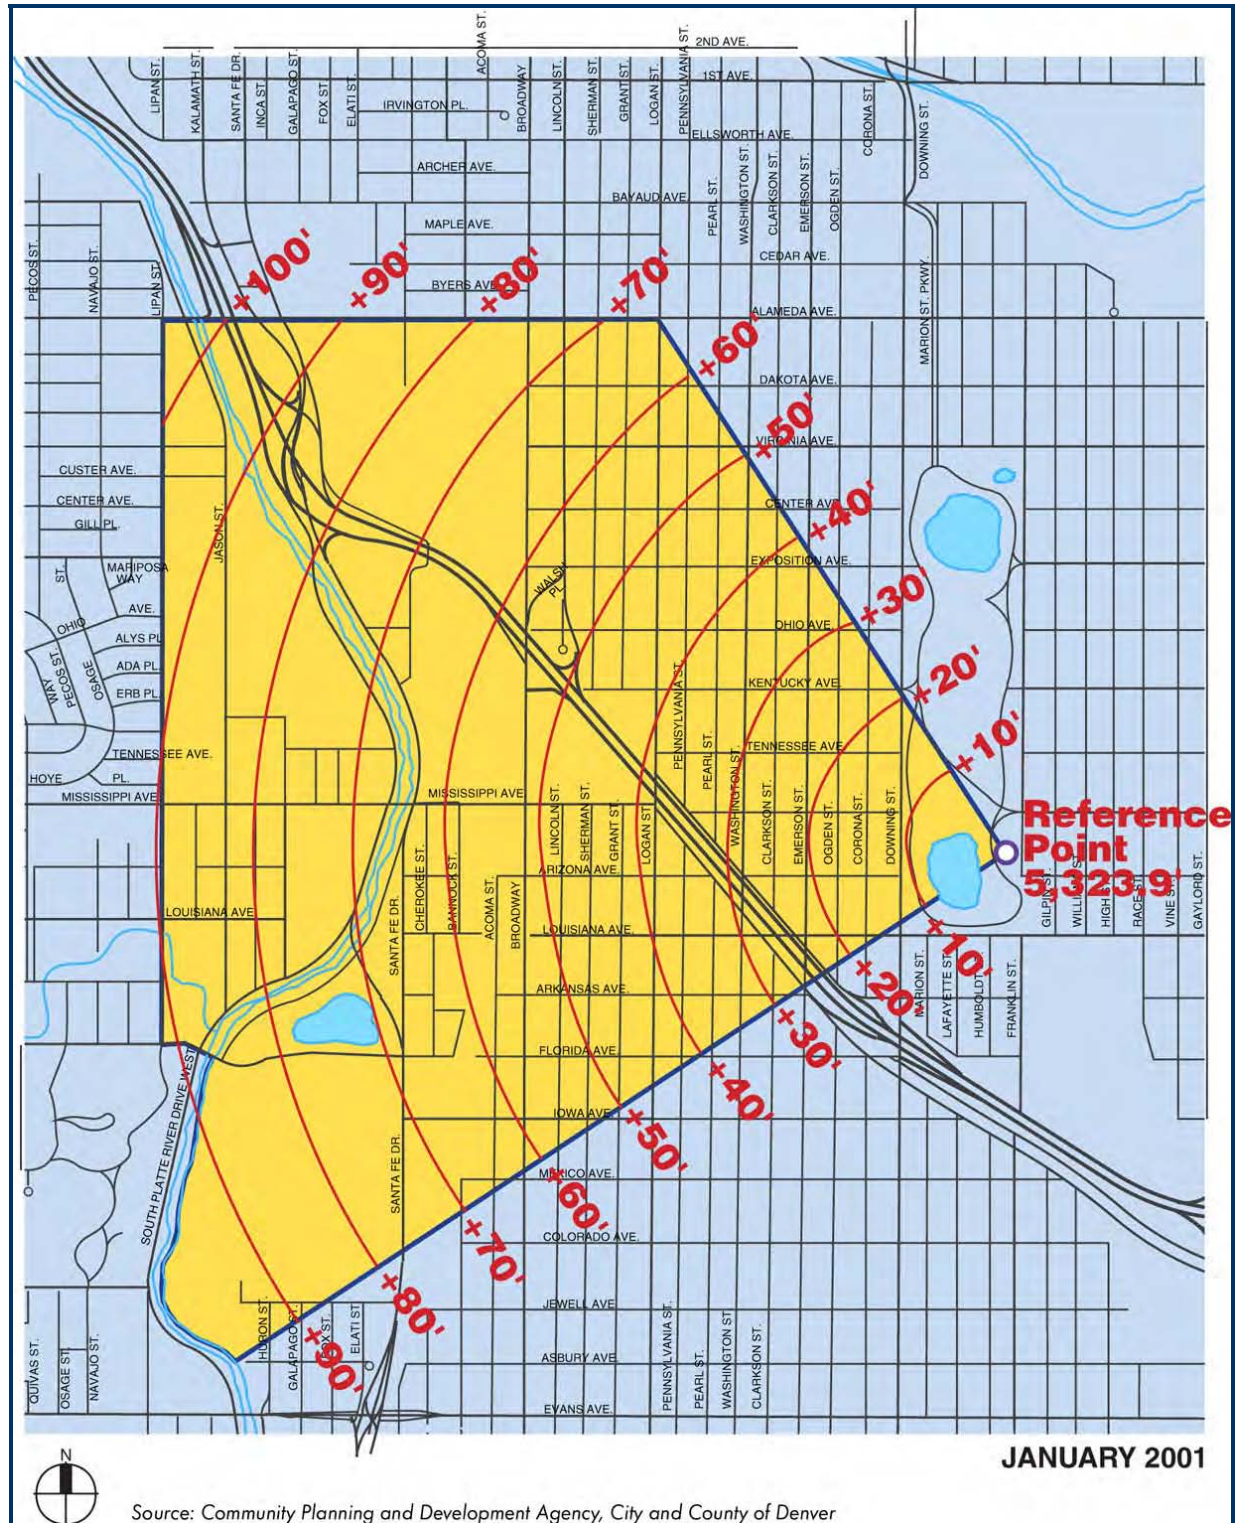 2ND AVE.
1ST AVE.
LIPAN ST.
KALAMATH ST.
SANTA FE DR.
INCA ST.
GALAPAGO ST.
FOX ST.
ELATI ST.
ACOMA ST.
BROADWAY
LINCOLN ST.
SHERMAN ST.
GRANT ST.
LOGAN ST.
PENNSYLVANIA ST.
CORONA ST.
DOWNING ST.
IRVINGTON PL.
ELLSWORTH AVE.
ARCHER AVE.
BAYAUD AVE.
PEARL ST.
WASHINGTON ST.
CLARKSON ST.
EMERSON ST.
OGDEN ST.
MAPLE AVE.
CEDAR AVE.
PECOS ST.
NAVAJO ST.
LIPAN ST.
BYERS AVE.
MARION ST. PKWY.
+100'
+90'
+80'
+70'
ALAMEDA AVE.
+60'
DAKOTA AVE.
+50'
VIRGINIA AVE.
CUSTER AVE.
CENTER AVE.
GILL PL.
JASON ST.
CENTER AVE.
+40'
EXPOSITION AVE.
MARIPOSA
WAY
ST.
AVE.
OHIO
WALSH
PL.
+30'
OHIO AVE.
ALYS PL.
ADA PL.
ERB PL.
WAY
PECOS ST.
OSAGE
PENNSYLVANIA ST.
KENTUCKY AVE.
+20'
+10'
TENNESSEE AVE.
PEARL ST.
TENNESSEE AVE.
HOYE
PL.
MISSISSIPPI AVE.
MISSISSIPPI AVE.
LINCOLN ST.
SHERMAN ST.
GRANT ST.
LOGAN ST.
WASHINGTON ST.
CLARKSON ST.
EMERSON ST.
OGDEN ST.
CORONA ST.
DOWNING ST.
Reference
Point
5,323.9'
CHEROKEE ST.
BANNOCK ST.
ACOMA ST.
BROADWAY
ARIZONA AVE.
GILPIN ST.
WILLIAMS ST.
HIGH ST.
RACE ST.
VINE ST.
GAYLORD ST.
LOUISIANA AVE.
SANTA FE DR.
LOUISIANA AVE.
+10'
+20'
MARION ST.
LAFAYETTE ST.
HUMBOLDT
FRANKLIN ST.
ARKANSAS AVE.
+30'
FLORIDA AVE.
+40'
SOUTH PLATTE RIVER DRIVE WEST
IOWA AVE.
+50'
SANTA FE DR.
MEXICO AVE.
+60'
+70'
COLORADO AVE.
+80'
JEWELL AVE.
+90'
HURON ST.
GALAPAGO ST.
FOX ST.
ELATI ST.
PENNSYLVANIA ST.
PEARL ST.
WASHINGTON ST
CLARKSON ST.
QUIVAS ST.
OSAGE ST.
NAVAJO ST.
ASBURY AVE.
EVANS AVE.
JANUARY 2001
N
Source: Community Planning and Development Agency, City and County of Denver